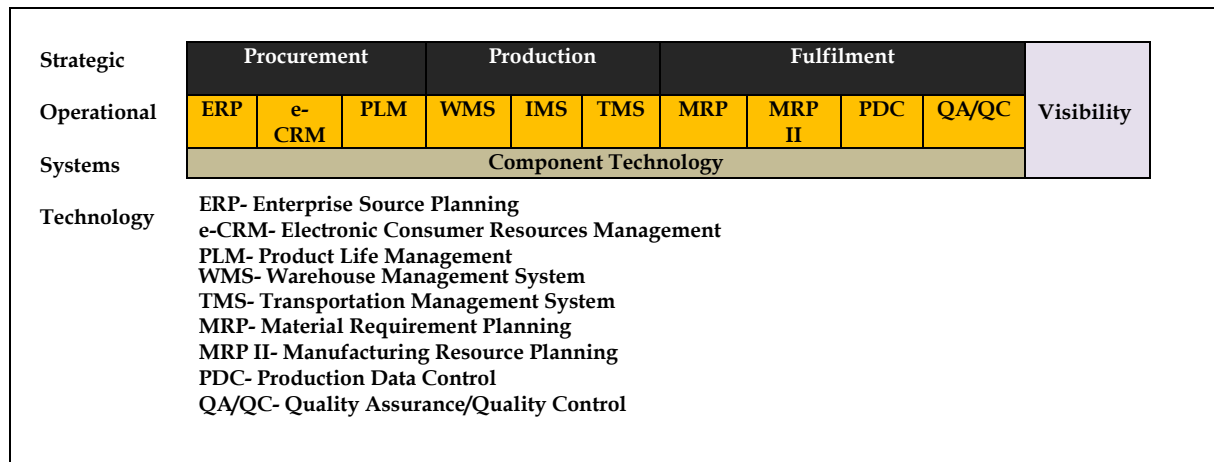 Strategic Procurement Production Fulfilment
Operational ERP e-CRM PLM WMS IMS TMS MRP MRP II PDC QA/QC Visibility
Systems Component Technology
Technology
ERP- Enterprise Source Planning
e-CRM- Electronic Consumer Resources Management
PLM- Product Life Management
WMS- Warehouse Management System
TMS- Transportation Management System
MRP- Material Requirement Planning
MRP II- Manufacturing Resource Planning
PDC- Production Data Control
QA/QC- Quality Assurance/Quality Control